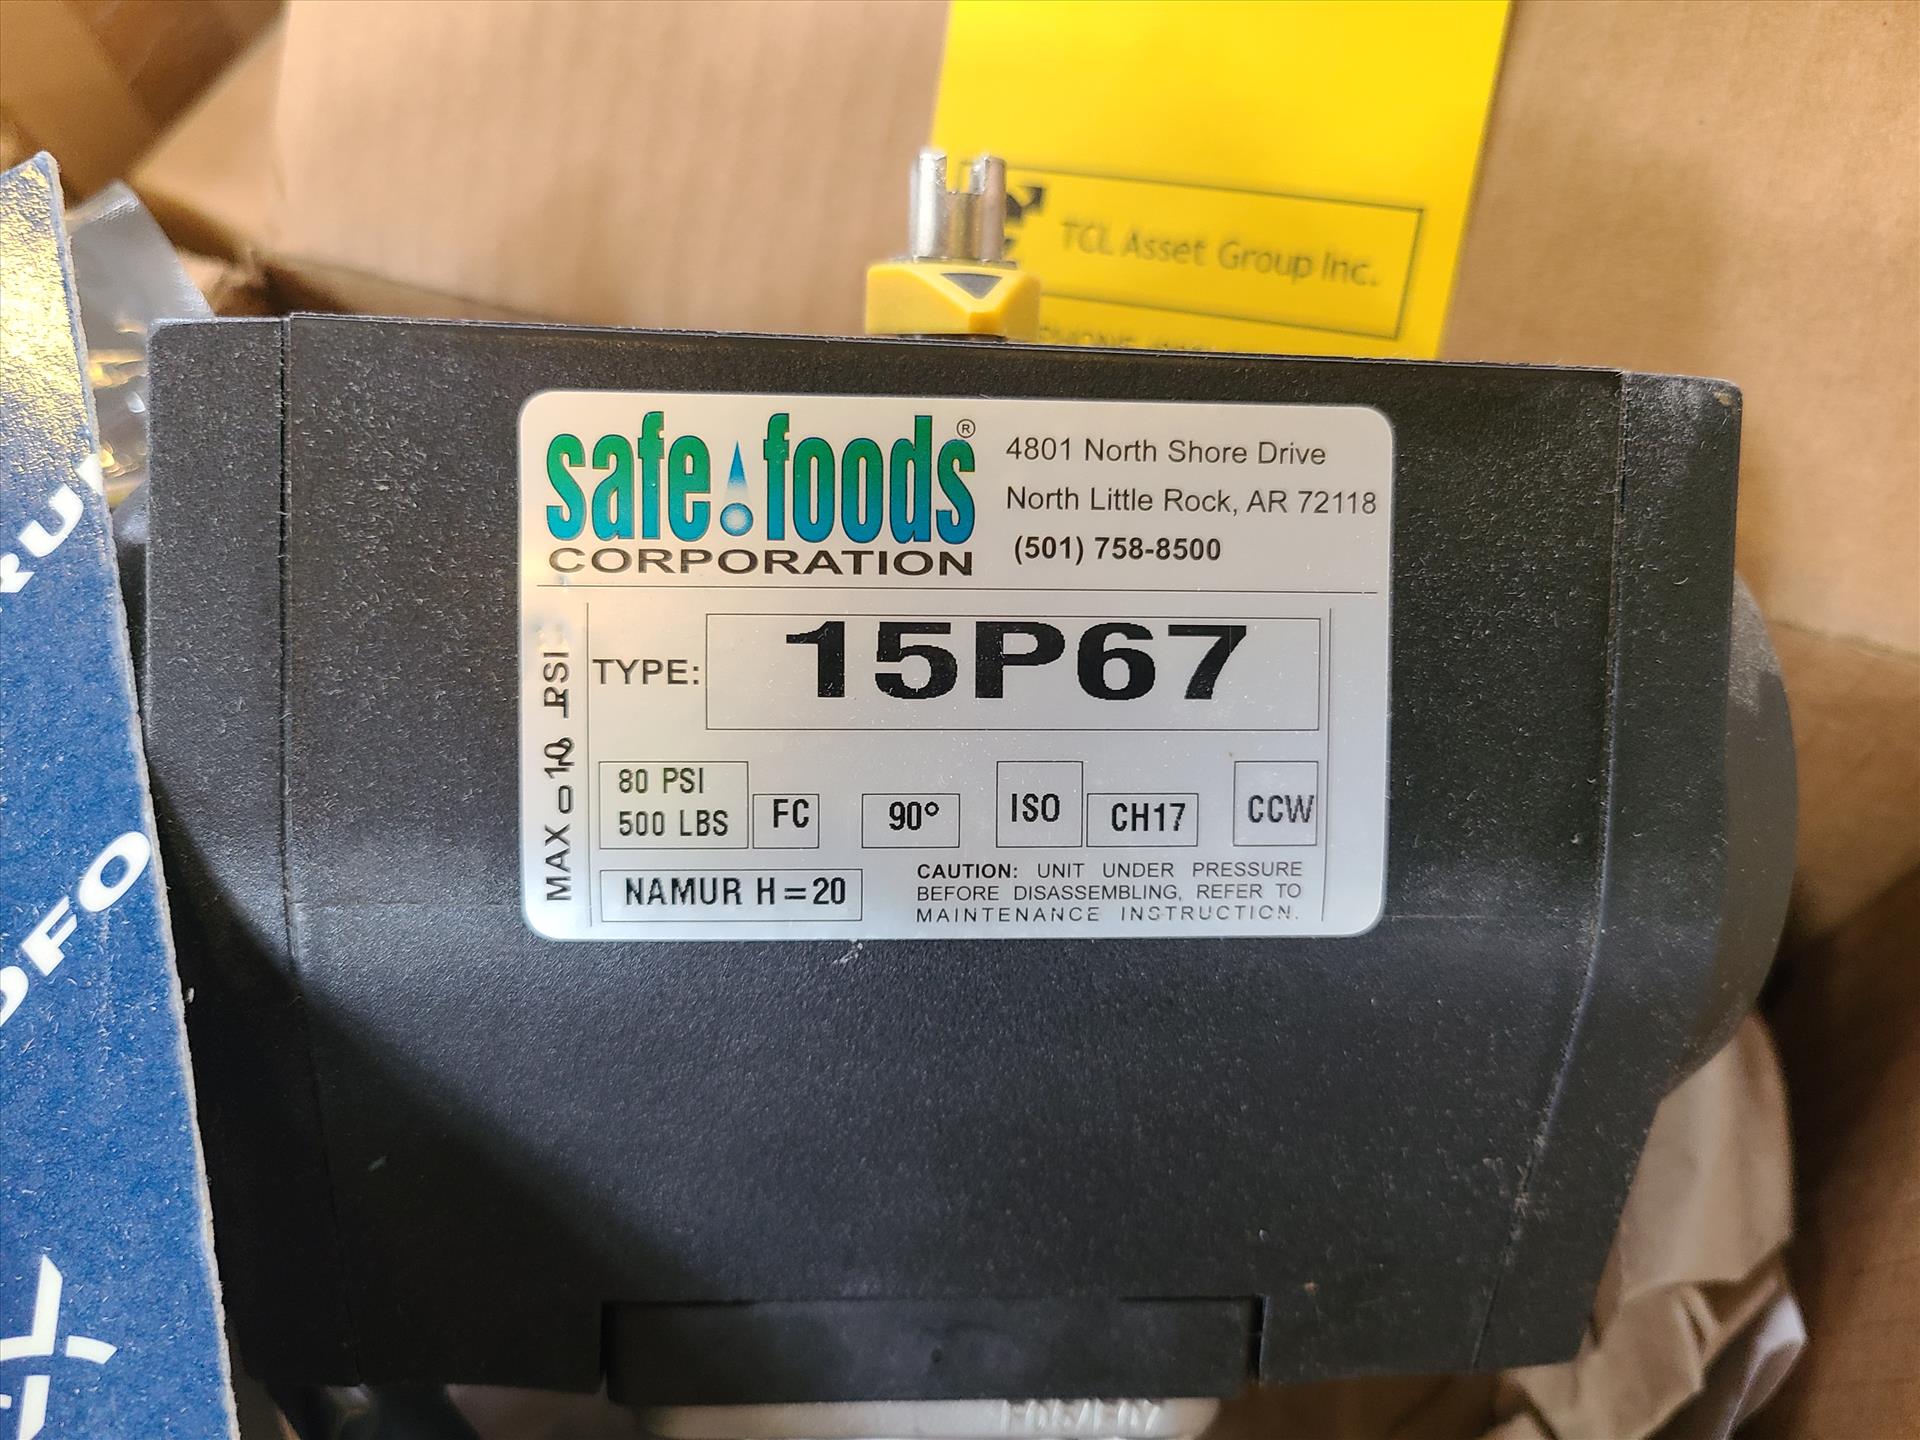 TCL Asset Group Inc.
safe foods®
CORPORATION
4801 North Shore Drive
North Little Rock, AR 72118
(501) 758-8500
TYPE: 15P67
80 PSI
500 LBS
FC
90°
ISO
CH17
CCW
NAMUR H=20
CAUTION: UNIT UNDER PRESSURE
BEFORE DISASSEMBLING, REFER TO
MAINTENANCE INSTRUCTION.
MAX PSI